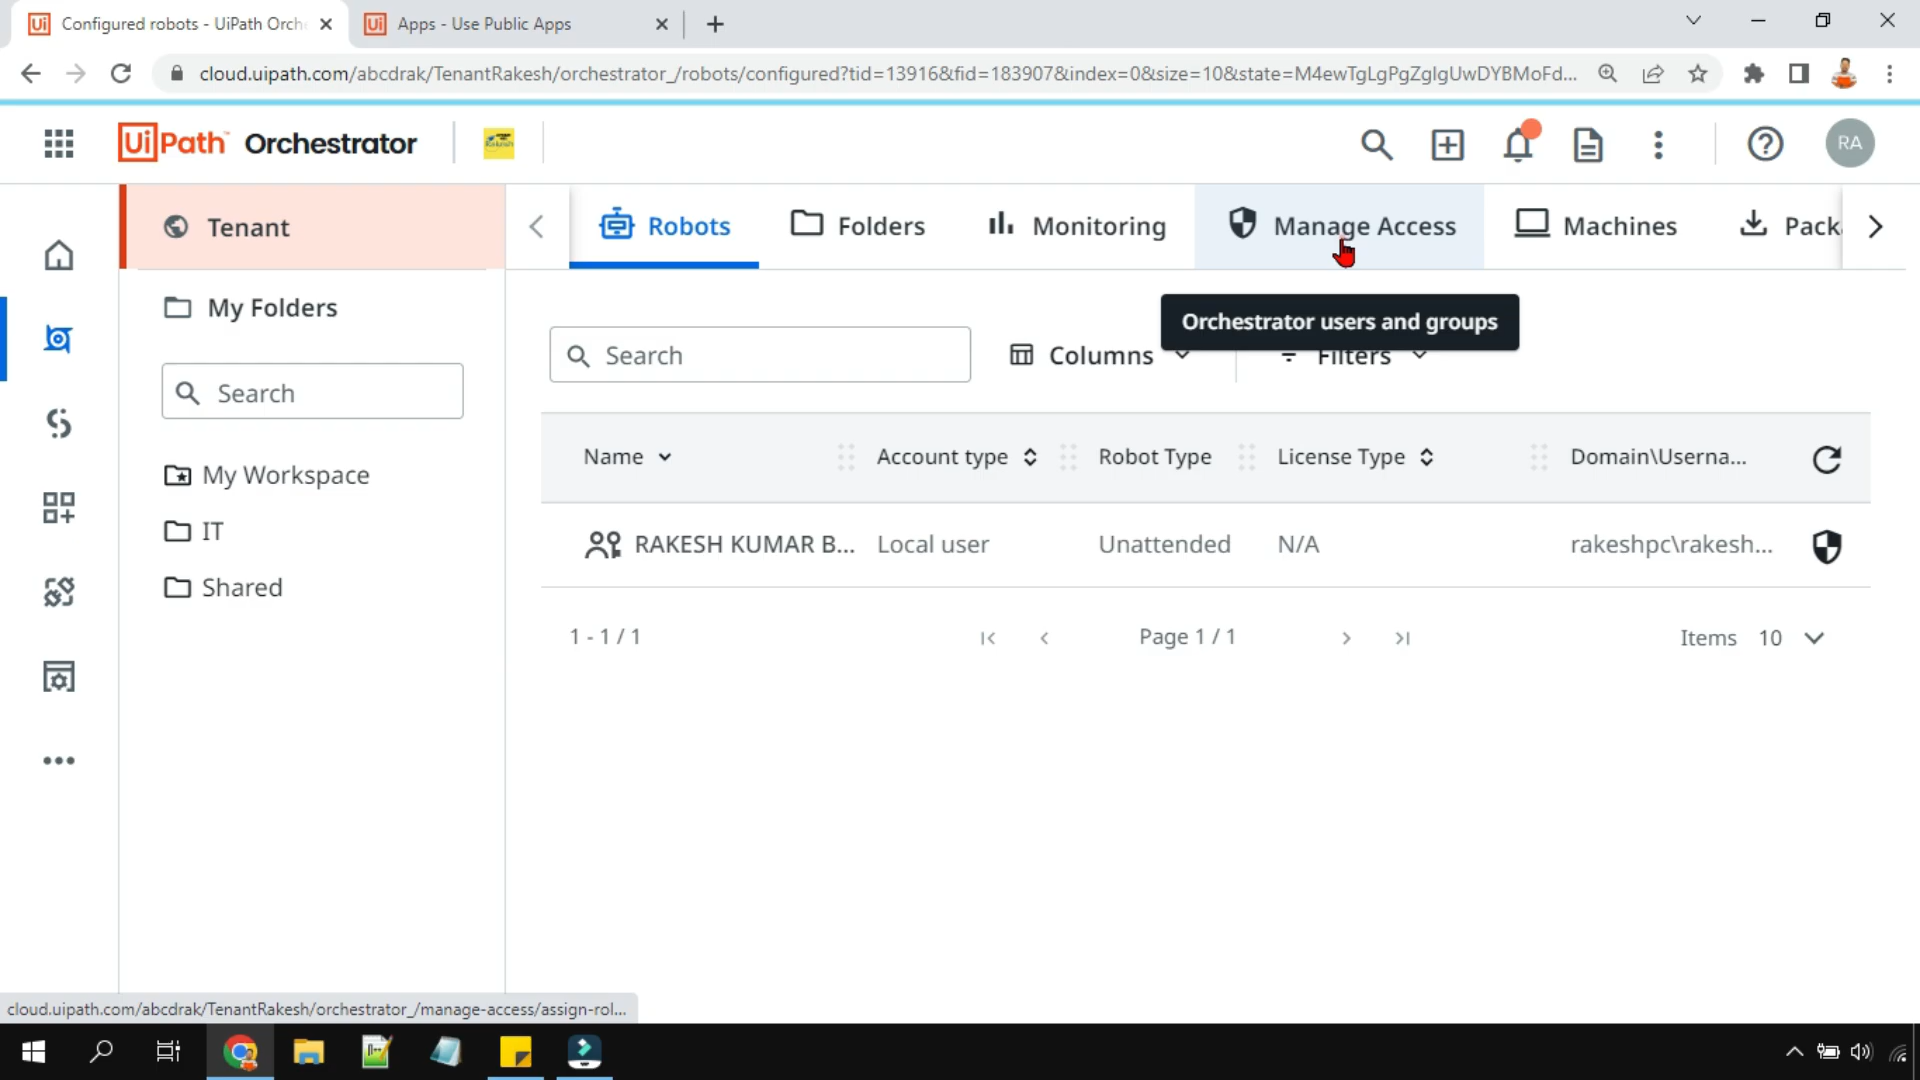 Configured robots - UiPath Orche
Apps - Use Public Apps
cloud.uipath.com/abcdrak/TenantRakesh/orchestrator_/robots/configured?tid=13916&fid=183907&index=0&size=10&state=M4ewTgLgPgZglgUwDYBMoFd...
UiPath Orchestrator
RA
Tenant
Robots
Folders
Monitoring
Manage Access
Machines
Packa
My Folders
Orchestrator users and groups
Search
Columns
Filters
Search
Name
Account type
Robot Type
License Type
Domain\Userna...
My Workspace
IT
Shared
RAKESH KUMAR B...
Local user
Unattended
N/A
rakeshpc\rakesh...
1 - 1 / 1
Page 1 / 1
Items 10
cloud.uipath.com/abcdrak/TenantRakesh/orchestrator_/manage-access/assign-rol...